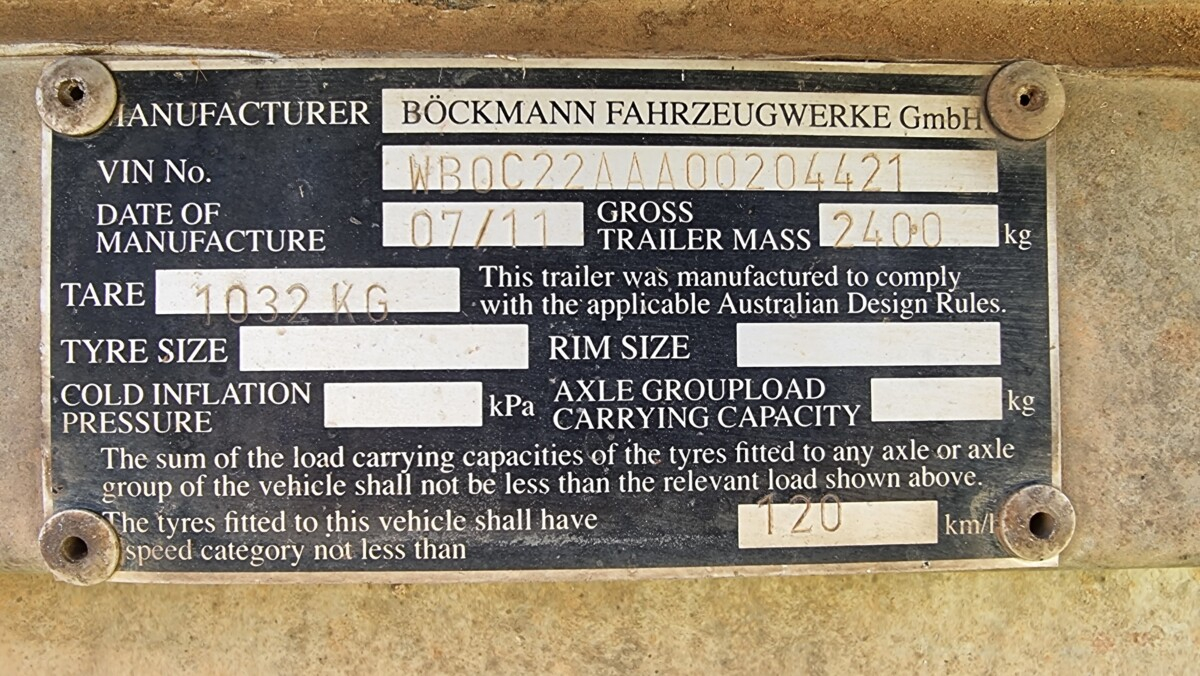 MANUFACTURER BÖCKMANN FAHRZEUGWERKE GmbH
VIN No. WB0C22AAA00204421
DATE OF MANUFACTURE 07/11 GROSS TRAILER MASS 2400 kg
TARE 1032 KG This trailer was manufactured to comply
with the applicable Australian Design Rules.
TYRE SIZE RIM SIZE
COLD INFLATION PRESSURE kPa AXLE GROUPLOAD CARRYING CAPACITY kg
The sum of the load carrying capacities of the tyres fitted to any axle or axle
group of the vehicle shall not be less than the relevant load shown above.
The tyres fitted to this vehicle shall have
speed category not less than 120 km/h